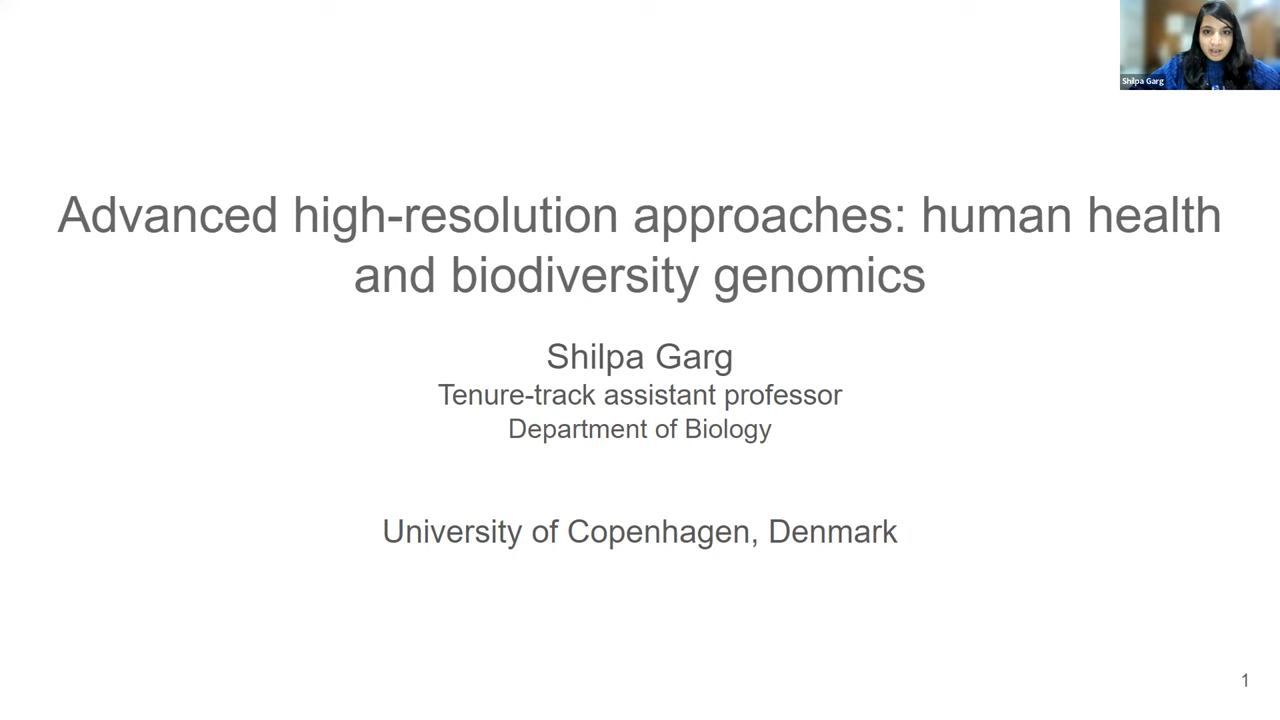 Shilpa Garg
Advanced high-resolution approaches: human health
and biodiversity genomics
Shilpa Garg
Tenure-track assistant professor
Department of Biology
University of Copenhagen, Denmark
1